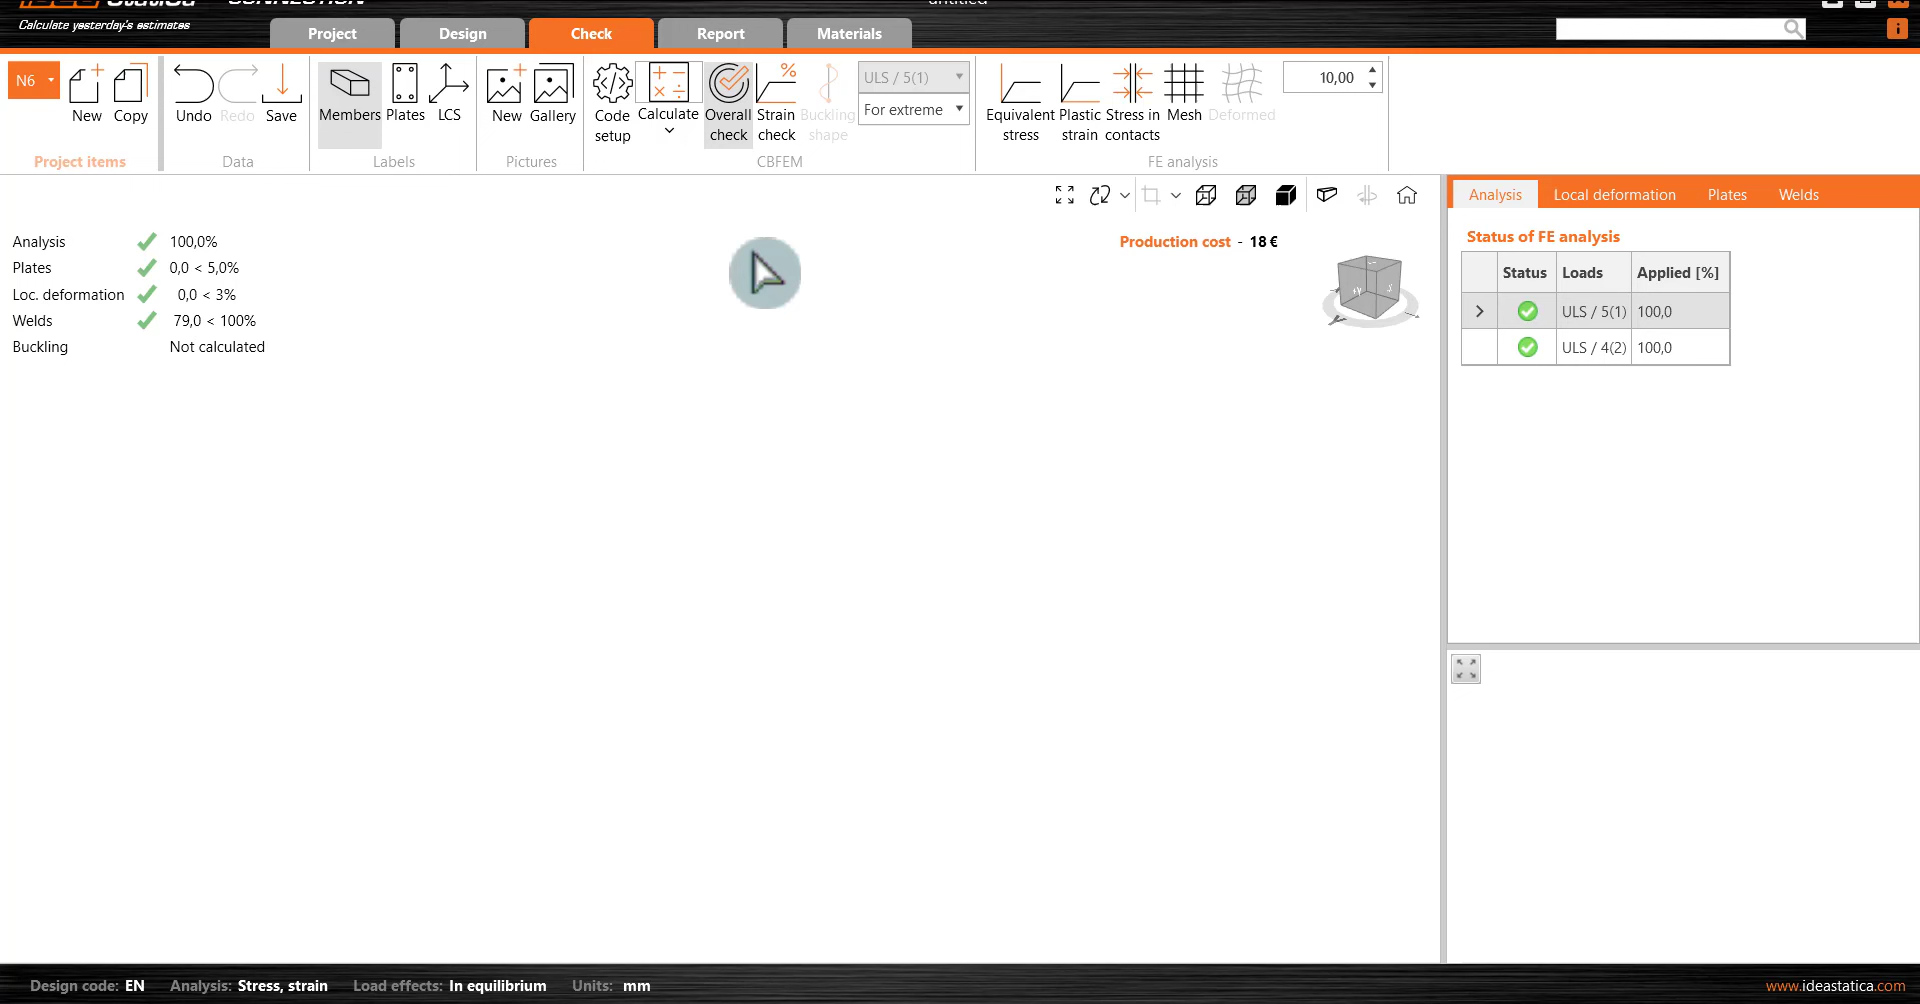 Calculate yesterday's estimates
Project
Design
Check
Report
Materials
N6
New
Copy
Undo
Redo
Save
Members
Plates
LCS
New
Gallery
Code setup
Calculate
Overall check
Strain check
Buckling shape
ULS / 5(1)
For extreme
Equivalent stress
Plastic strain
Stress in contacts
Mesh
Deformed
10,00
Project items
Data
Labels
Pictures
CBFEM
FE analysis
Analysis 100,0%
Plates 0,0 < 5,0%
Loc. deformation 0,0 < 3%
Welds 79,0 < 100%
Buckling Not calculated
Production cost - 18 €
Analysis
Local deformation
Plates
Welds
Status of FE analysis
Status Loads Applied [%]
ULS / 5(1) 100,0
ULS / 4(2) 100,0
Design code: EN Analysis: Stress, strain Load effects: In equilibrium Units: mm
www.ideastatica.com